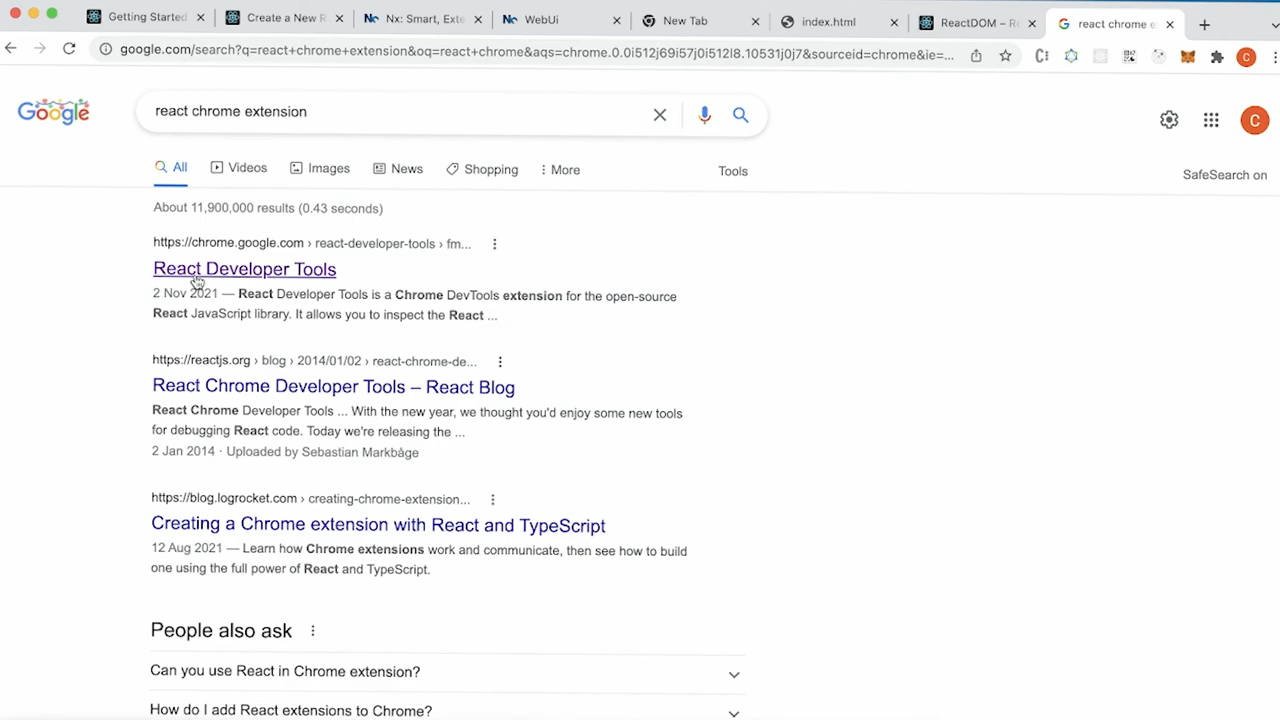 Getting Started
Create a New R
Nx: Smart, Exte
WebUi
New Tab
index.html
ReactDOM – R
react chrome e
google.com/search?q=react+chrome+extension&oq=react+chrome&aqs=chrome.0.0i512j69i57j0i512l8.10531j0j7&sourceid=chrome&ie=...
C
Google
react chrome extension
C
All
Videos
Images
News
Shopping
More
Tools
SafeSearch on
About 11,900,000 results (0.43 seconds)
https://chrome.google.com › react-developer-tools › fm...
React Developer Tools
2 Nov 2021 — React Developer Tools is a Chrome DevTools extension for the open-source
React JavaScript library. It allows you to inspect the React ...
https://reactjs.org › blog › 2014/01/02 › react-chrome-de...
React Chrome Developer Tools – React Blog
React Chrome Developer Tools ... With the new year, we thought you'd enjoy some new tools
for debugging React code. Today we're releasing the ...
2 Jan 2014 · Uploaded by Sebastian Markbåge
https://blog.logrocket.com › creating-chrome-extension...
Creating a Chrome extension with React and TypeScript
12 Aug 2021 — Learn how Chrome extensions work and communicate, then see how to build
one using the full power of React and TypeScript.
People also ask
Can you use React in Chrome extension?
How do I add React extensions to Chrome?